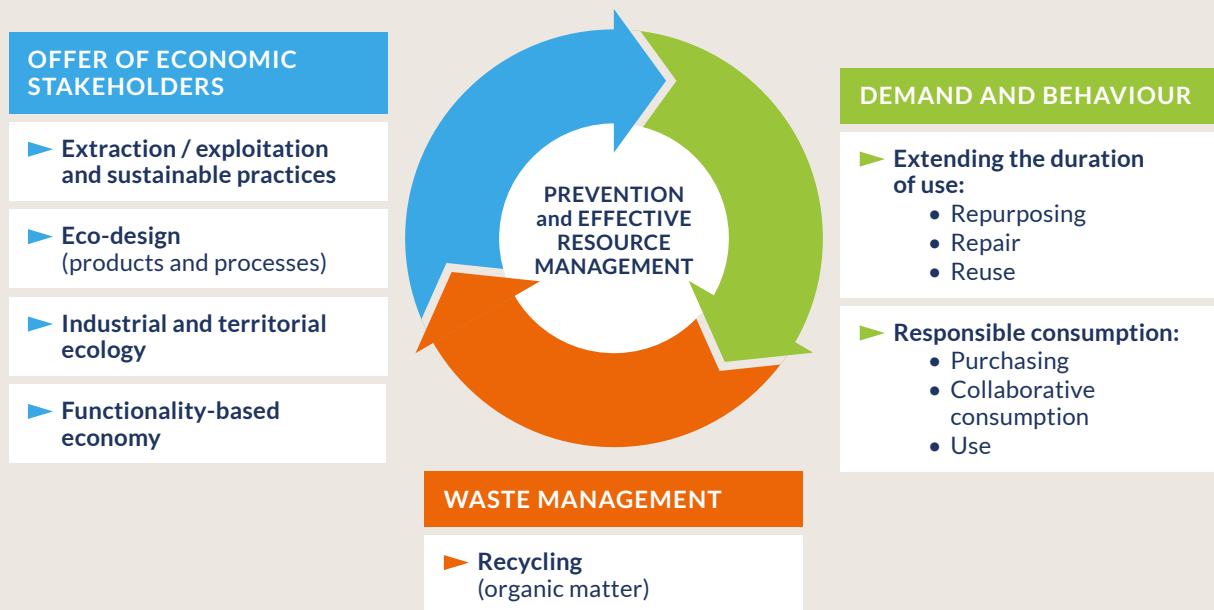 OFFER OF ECONOMIC
STAKEHOLDERS
Extraction / exploitation
and sustainable practices
Eco-design
(products and processes)
Industrial and territorial
ecology
Functionality-based
economy
PREVENTION
and EFFECTIVE
RESOURCE
MANAGEMENT
DEMAND AND BEHAVIOUR
Extending the duration
of use:
• Repurposing
• Repair
• Reuse
Responsible consumption:
• Purchasing
• Collaborative
consumption
• Use
WASTE MANAGEMENT
Recycling
(organic matter)